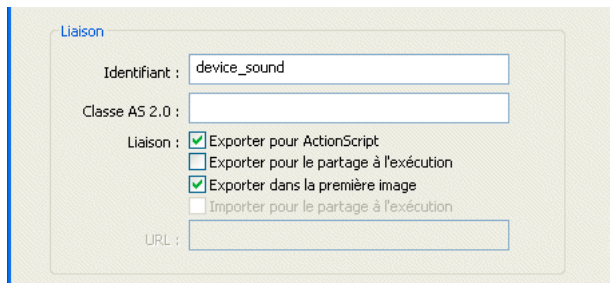 Liaison
Identifiant : device_sound
Classe AS 2.0 :
Liaison : Exporter pour ActionScript
Exporter pour le partage à l'exécution
Exporter dans la première image
Importer pour le partage à l'exécution
URL :